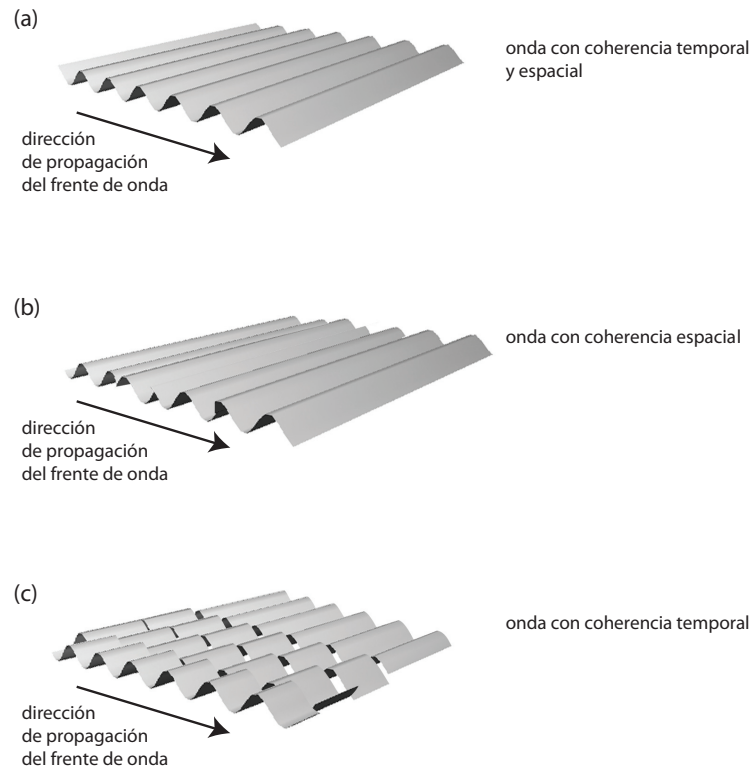 (a)
onda con coherencia temporal
y espacial
dirección
de propagación
del frente de onda
(b)
onda con coherencia espacial
dirección
de propagación
del frente de onda
(c)
onda con coherencia temporal
dirección
de propagación
del frente de onda